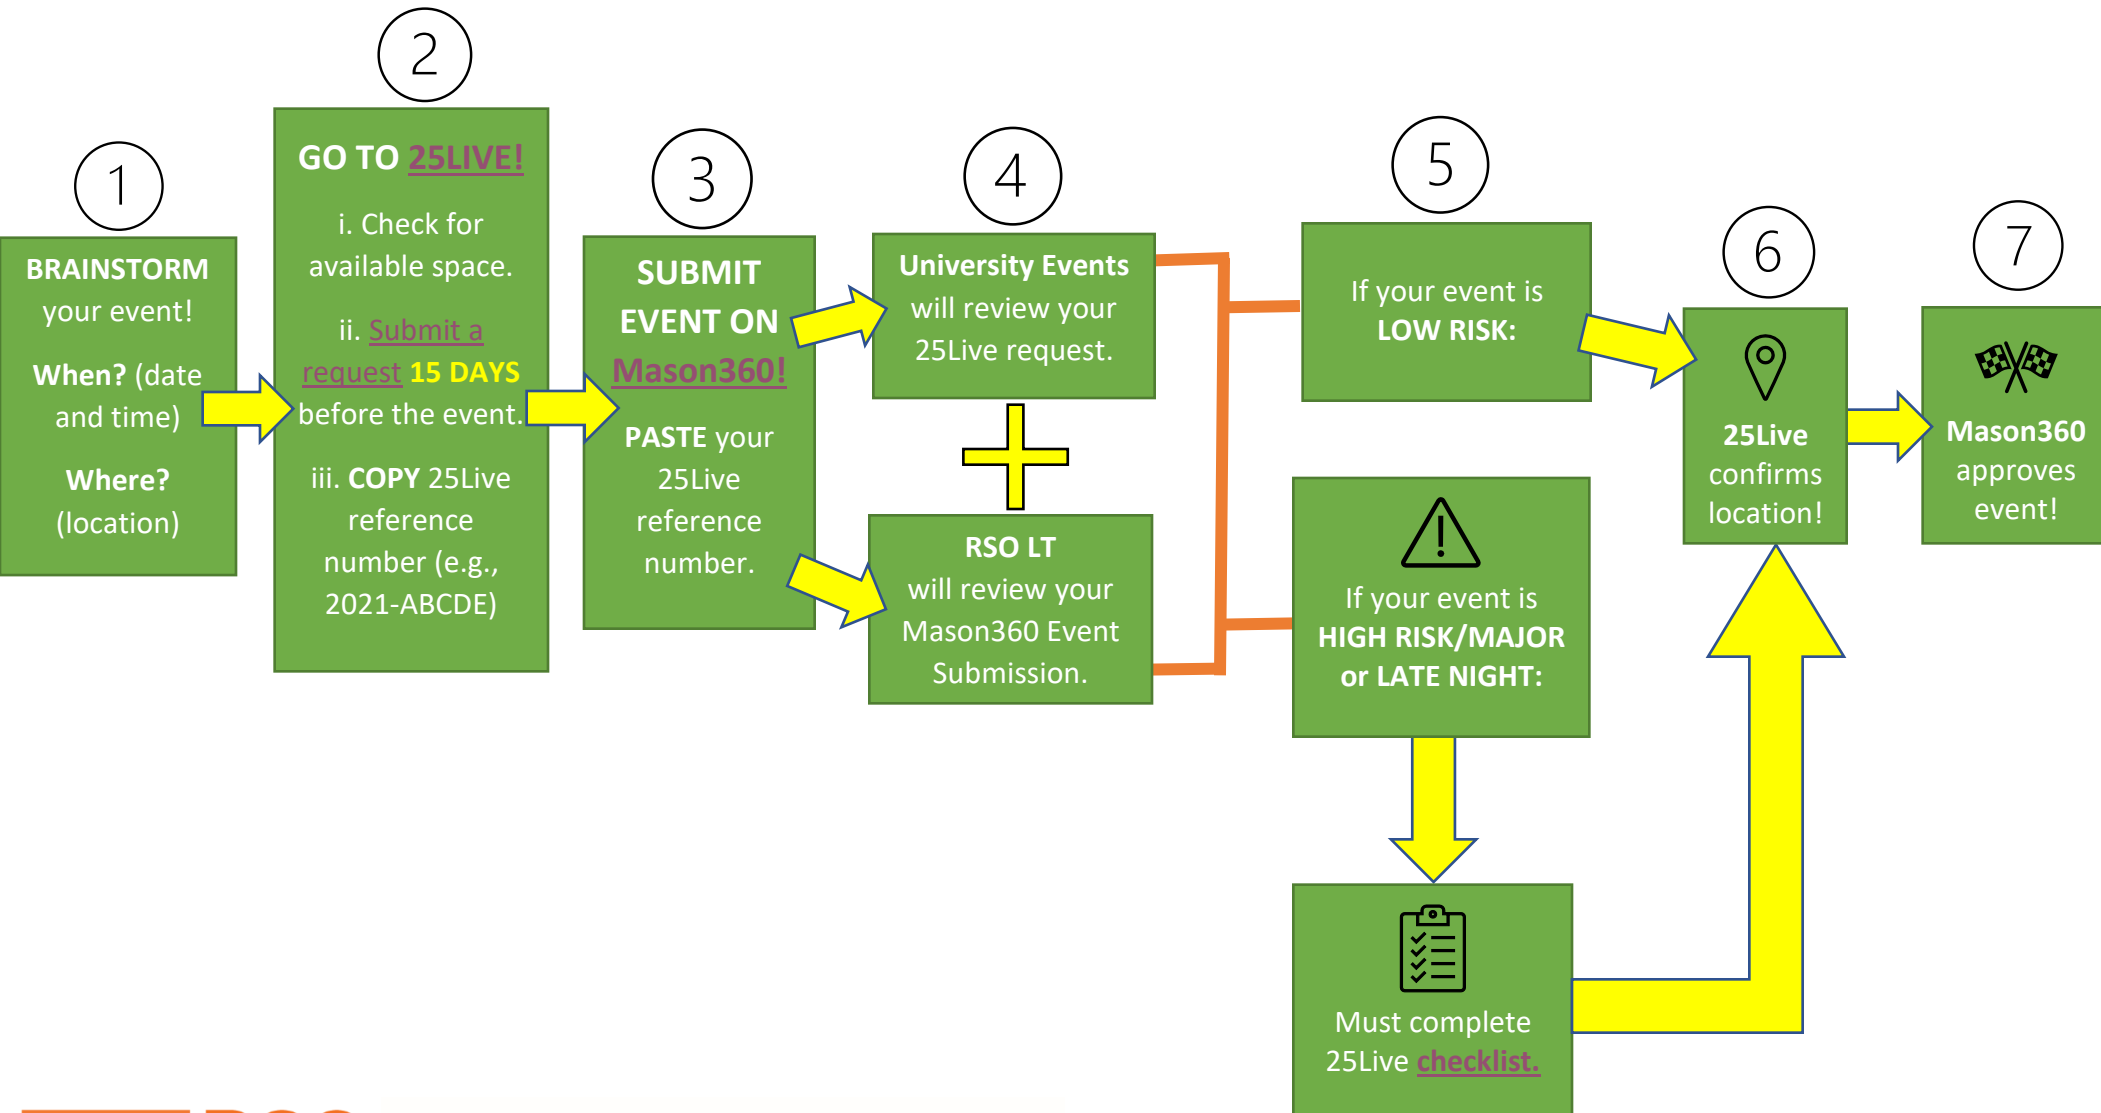 1
BRAINSTORM
your event!
When? (date
and time)
Where?
(location)
2
GO TO 25LIVE!
i. Check for
available space.
ii. Submit a
request 15 DAYS
before the event.
iii. COPY 25Live
reference
number (e.g.,
2021-ABCDE)
3
SUBMIT
EVENT ON
Mason360!
PASTE your
25Live
reference
number.
4
University Events
will review your
25Live request.
RSO LT
will review your
Mason360 Event
Submission.
5
If your event is
LOW RISK:
If your event is
HIGH RISK/MAJOR
or LATE NIGHT:
Must complete
25Live checklist.
6
25Live
confirms
location!
7
Mason360
approves
event!